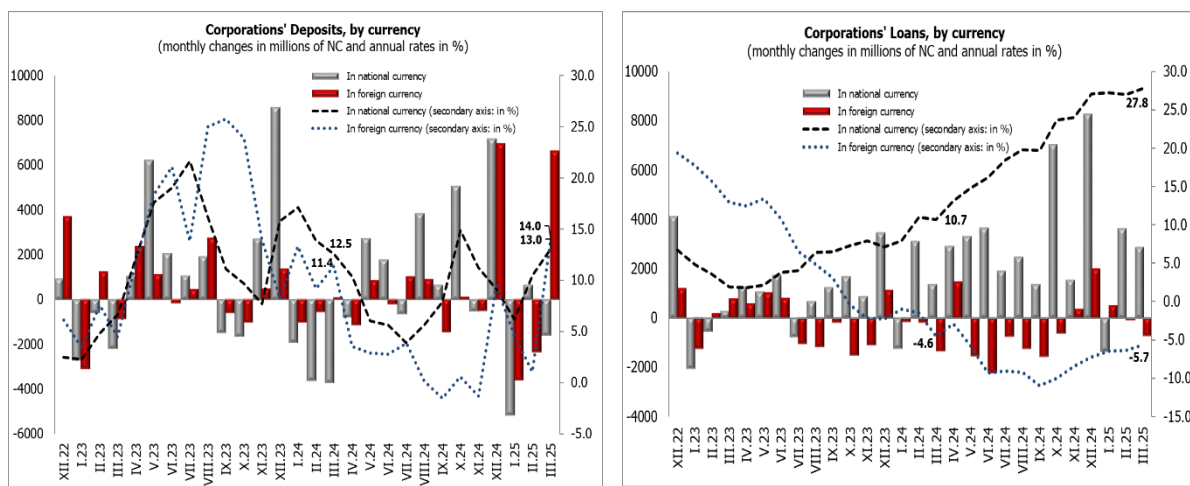 Corporations' Deposits, by currency
(monthly changes in millions of NC and annual rates in %)
10000
8000
6000
4000
2000
0
-2000
-4000
-6000
In national currency
In foreign currency
In national currency (secondary axis: in %)
In foreign currency (secondary axis: in %)
12.5
11.4
14.0
13.0
30.0
25.0
20.0
15.0
10.0
5.0
0.0
-5.0
XII.22
I.23
II.23
III.23
IV.23
V.23
VI.23
VII.23
VIII.23
IX.23
X.23
XI.23
XII.23
I.24
II.24
III.24
IV.24
V.24
VI.24
VII.24
VIII.24
IX.24
X.24
XI.24
XII.24
I.25
II.25
III.25
Corporations' Loans, by currency
(monthly changes in millions of NC and annual rates in %)
10000
8000
6000
4000
2000
0
-2000
-4000
In national currency
In foreign currency
In national currency (secondary axis: in %)
In foreign currency (secondary axis: in %)
27.8
10.7
-4.6
-5.7
30.0
25.0
20.0
15.0
10.0
5.0
0.0
-5.0
-10.0
-15.0
XII.22
I.23
II.23
III.23
IV.23
V.23
VI.23
VII.23
VIII.23
IX.23
X.23
XI.23
XII.23
I.24
II.24
III.24
IV.24
V.24
VI.24
VII.24
VIII.24
IX.24
X.24
XI.24
XII.24
I.25
II.25
III.25